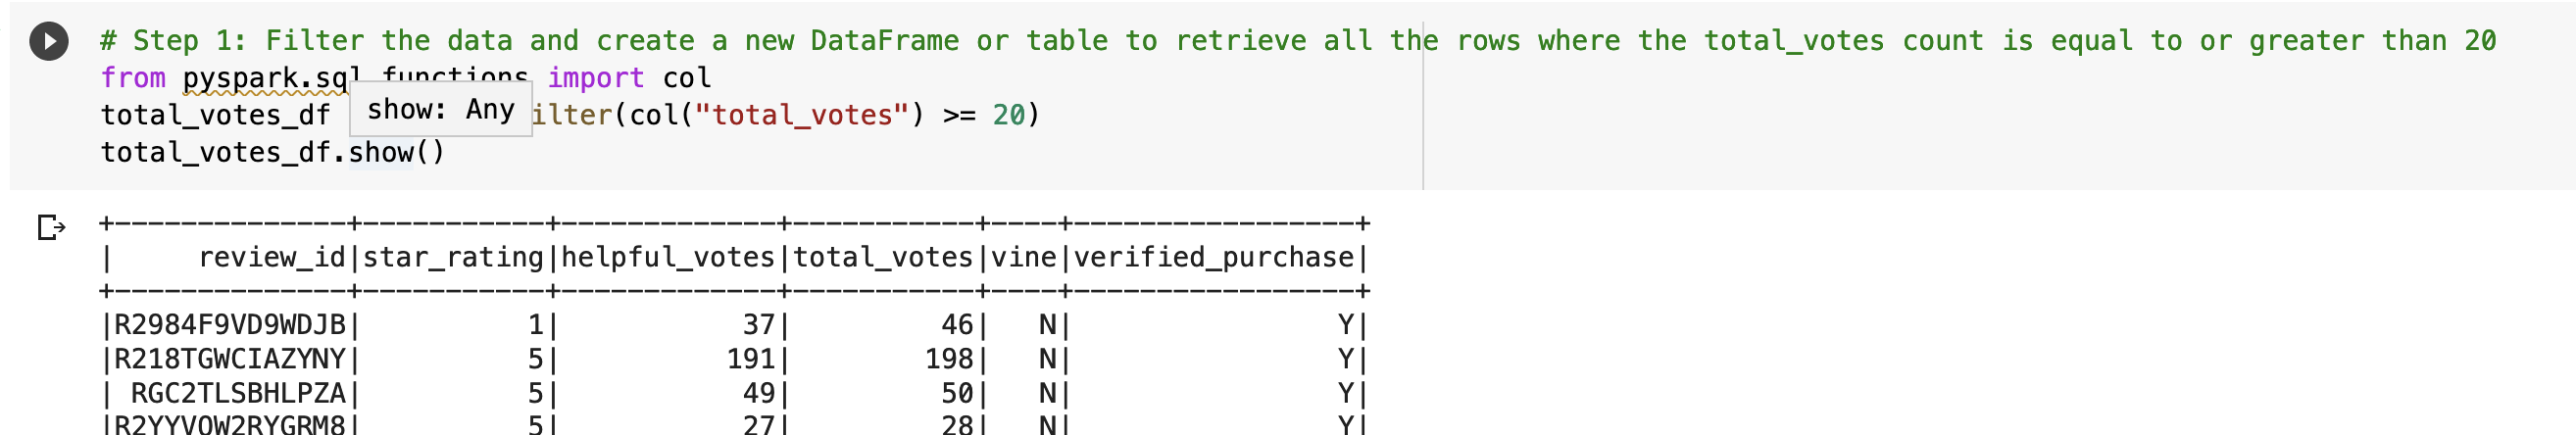 # Step 1: Filter the data and create a new DataFrame or table to retrieve all the rows where the total_votes count is equal to or greater than 20
from pyspark.sql.functions import col
total_votes_df show: Any ilter(col("total_votes") >= 20)
total_votes_df.show()
+--------------+-----------+-------------+-----------+----+-----------------+
|     review_id|star_rating|helpful_votes|total_votes|vine|verified_purchase|
+--------------+-----------+-------------+-----------+----+-----------------+
|R2984F9VD9WDJB|          1|           37|         46|   N|                Y|
|R218TGWCIAZYNY|          5|          191|        198|   N|                Y|
| RGC2TLSBHLPZA|          5|           49|         50|   N|                Y|
|R2YYVOW2RYGRM8|          5|           27|         28|   N|                Y|